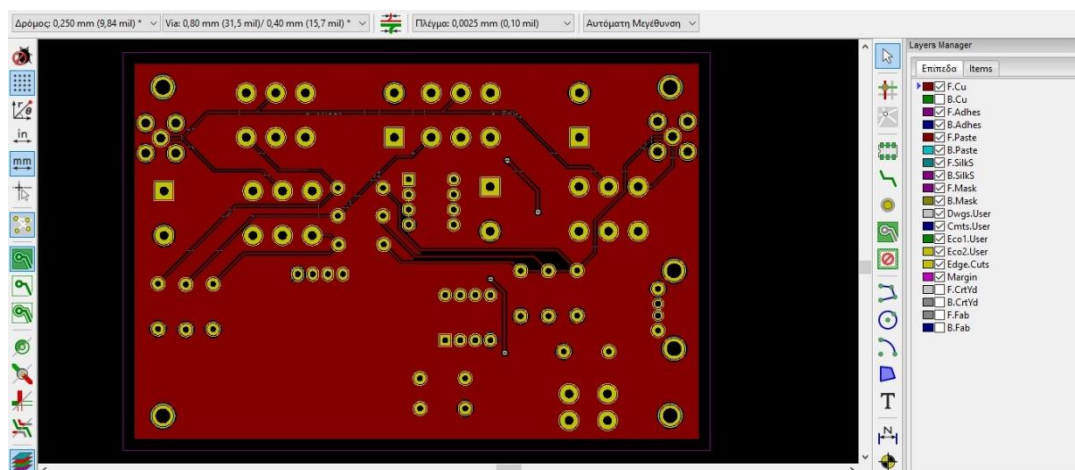 Δρόμος: 0,250 mm (9,84 mil) * Via: 0,80 mm (31,5 mil)/ 0,40 mm (15,7 mil) * Πλέγμα: 0,0025 mm (0,10 mil) Αυτόματη Μεγέθυνση
Layers Manager
Επίπεδα Items
F.Cu
B.Cu
F.Adhes
B.Adhes
F.Paste
B.Paste
F.SilkS
B.SilkS
F.Mask
B.Mask
Dwgs.User
Cmts.User
Eco1.User
Eco2.User
Edge.Cuts
Margin
F.CrtYd
B.CrtYd
F.Fab
B.Fab
in
mm
T
N